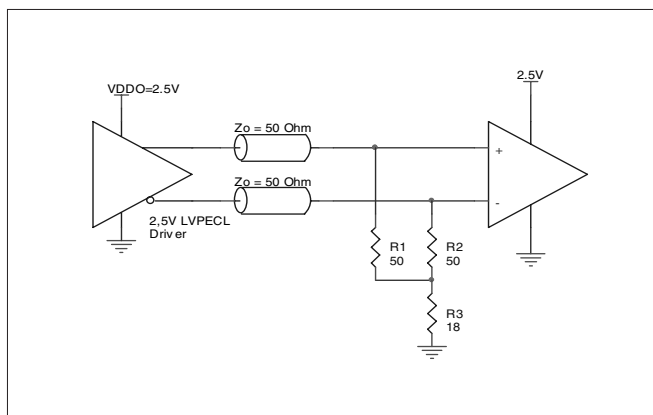 VDDO=2.5V
2.5V
Zo = 50 Ohm
+
Zo = 50 Ohm
-
2,5V LVPECL
Driver
R1
50
R2
50
R3
18